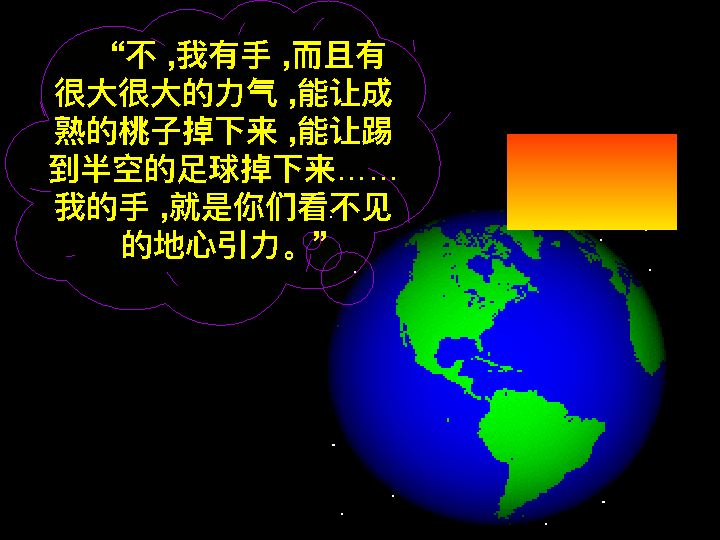 “不 ,我有手 ,而且有
很大很大的力气 ,能让成
熟的桃子掉下来 ,能让踢
到半空的足球掉下来……
我的手 ,就是你们看不见
的地心引力。”